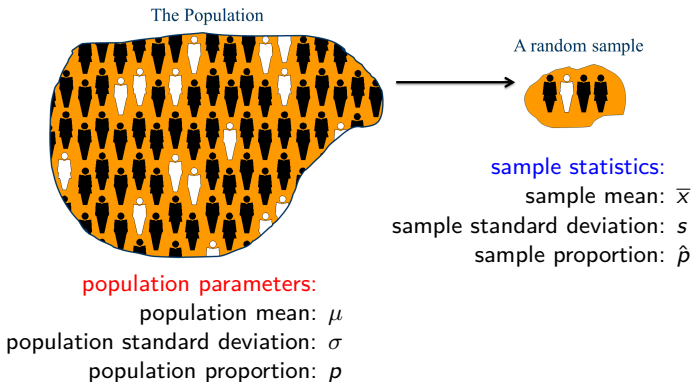 The Population
A random sample
sample statistics:
sample mean: x̅
sample standard deviation: s
sample proportion: p̂
population parameters:
population mean: μ
population standard deviation: σ
population proportion: p